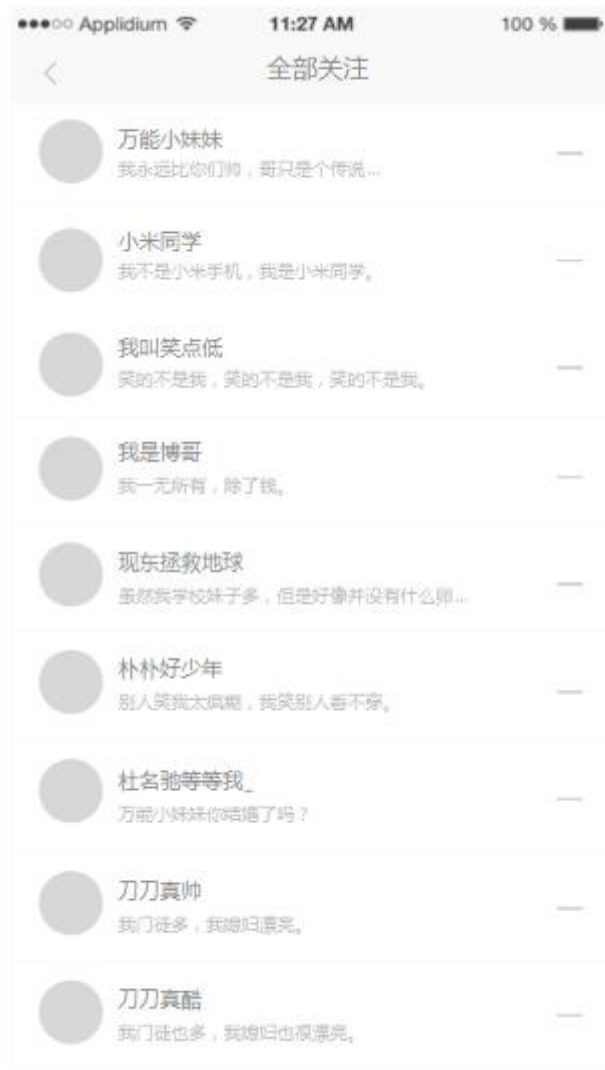 Applidium 11:27 AM 100 %
全部关注
万能小妹妹
我永远比你们帅，哥只是个传说...
小米同学
我不是小米手机，我是小米同学。
我叫笑点低
笑的不是我，笑的不是我，笑的不是我。
我是博哥
我一无所有，除了钱。
现东拯救地球
虽然我学校妹子多，但是好像并没有什么卵...
朴朴好少年
别人笑我太疯癫，我笑别人看不穿。
杜名驰等等我_
万能小妹妹你结婚了吗？
刀刀真帅
我门徒多，我媳妇漂亮。
刀刀真酷
我门徒也多，我媳妇也很漂亮。